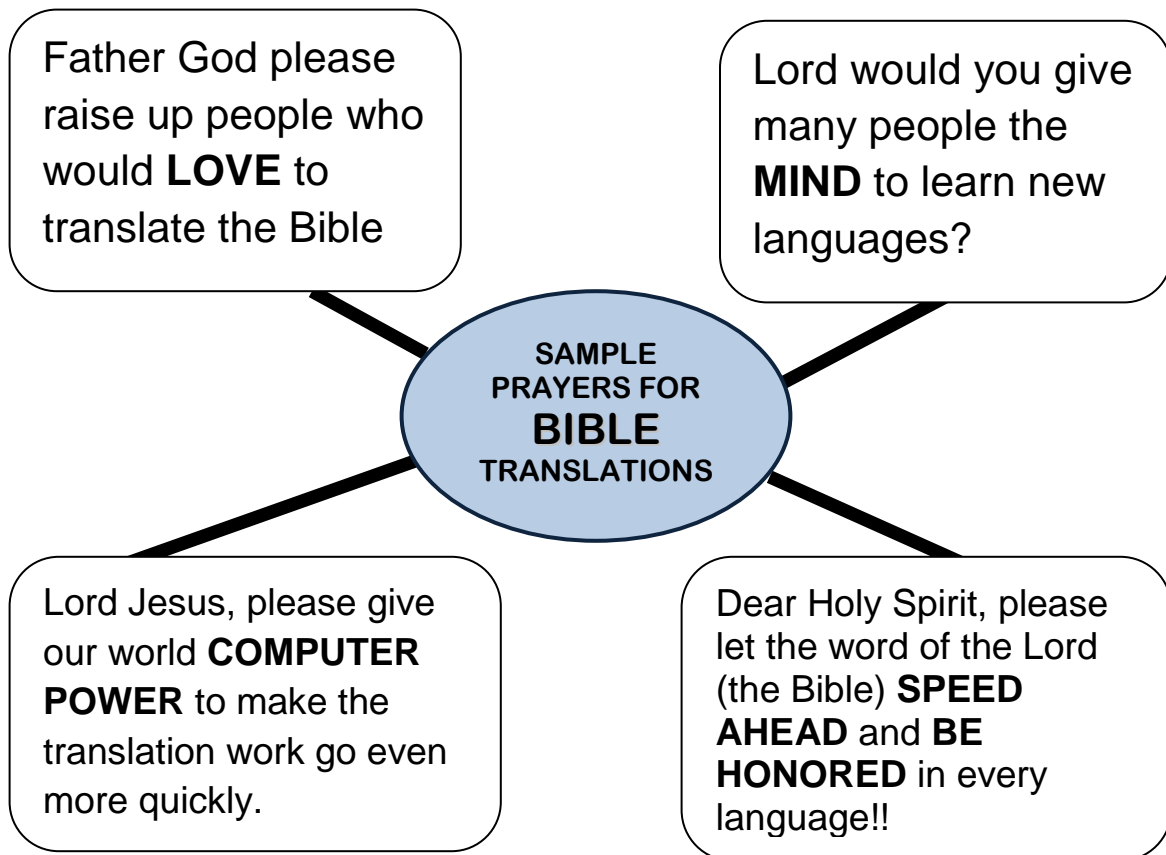 Father God please
raise up people who
would LOVE to
translate the Bible
Lord would you give
many people the
MIND to learn new
languages?
SAMPLE
PRAYERS FOR
BIBLE
TRANSLATIONS
Lord Jesus, please give
our world COMPUTER
POWER to make the
translation work go even
more quickly.
Dear Holy Spirit, please
let the word of the Lord
(the Bible) SPEED
AHEAD and BE
HONORED in every
language!!